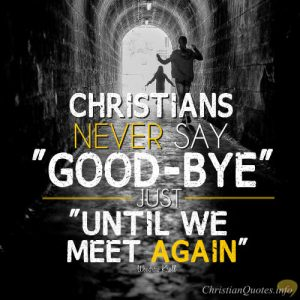 CHRISTIANS
NEVER SAY
"GOOD-BYE"
JUST
"UNTIL WE
MEET AGAIN"
ChristianQuotes.info